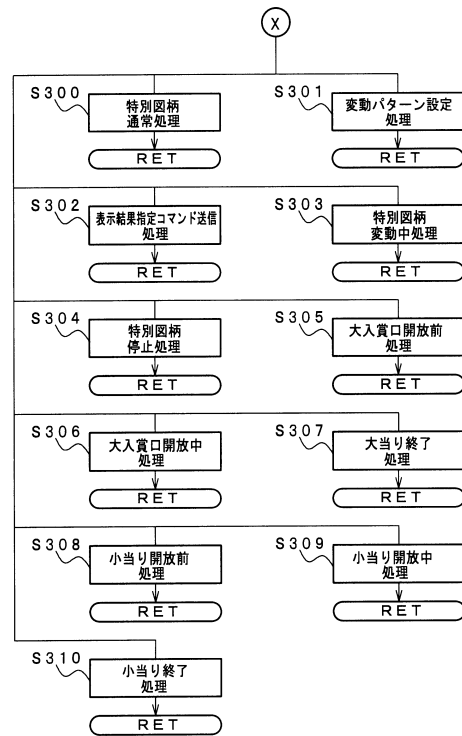 X
S300
特別図柄
通常処理
RET
S301
変動パターン設定
処理
RET
S302
表示結果指定コマンド送信
処理
RET
S303
特別図柄
変動中処理
RET
S304
特別図柄
停止処理
RET
S305
大入賞口開放前
処理
RET
S306
大入賞口開放中
処理
RET
S307
大当り終了
処理
RET
S308
小当り開放前
処理
RET
S309
小当り開放中
処理
RET
S310
小当り終了
処理
RET